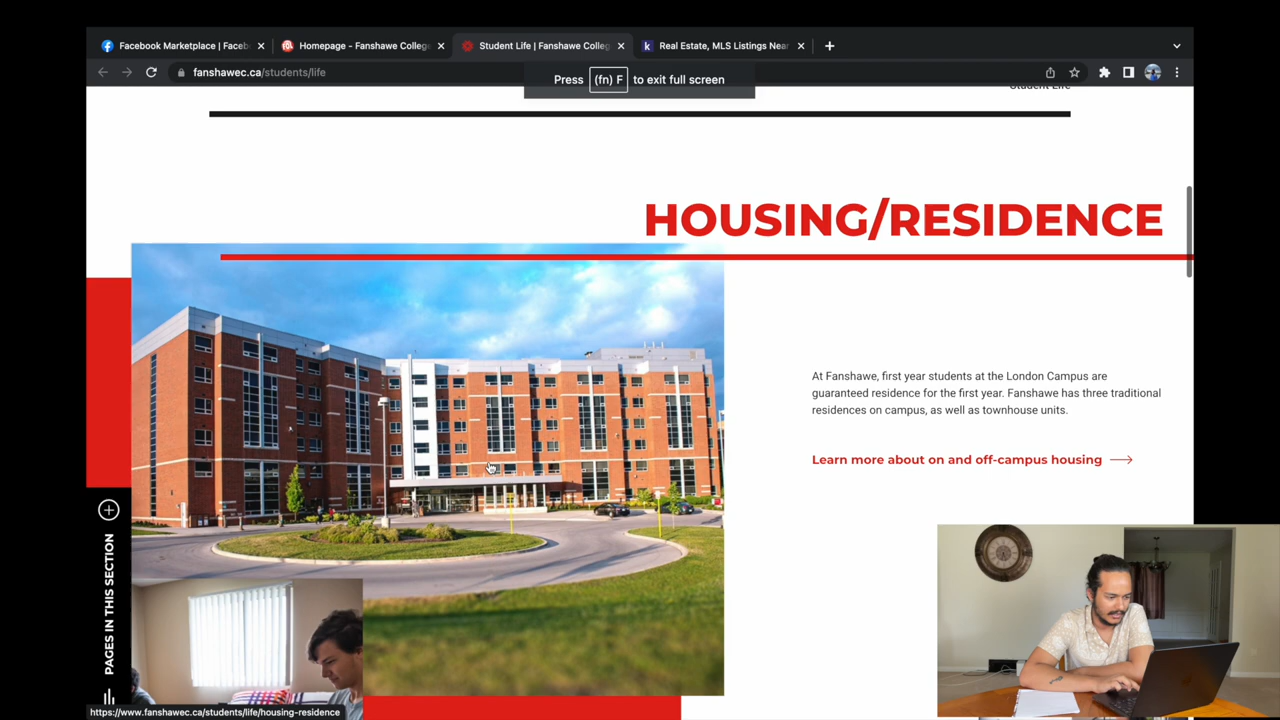 Facebook Marketplace | Faceb
Homepage - Fanshawe College
Student Life | Fanshawe Colleg
k
Real Estate, MLS Listings Near
fanshawec.ca/students/life
Press (fn) F to exit full screen
Student Life
HOUSING/RESIDENCE
At Fanshawe, first year students at the London Campus are
guaranteed residence for the first year. Fanshawe has three traditional
residences on campus, as well as townhouse units.
Learn more about on and off-campus housing
PAGES IN THIS SECTION
https://www.fanshawec.ca/students/life/housing-residence